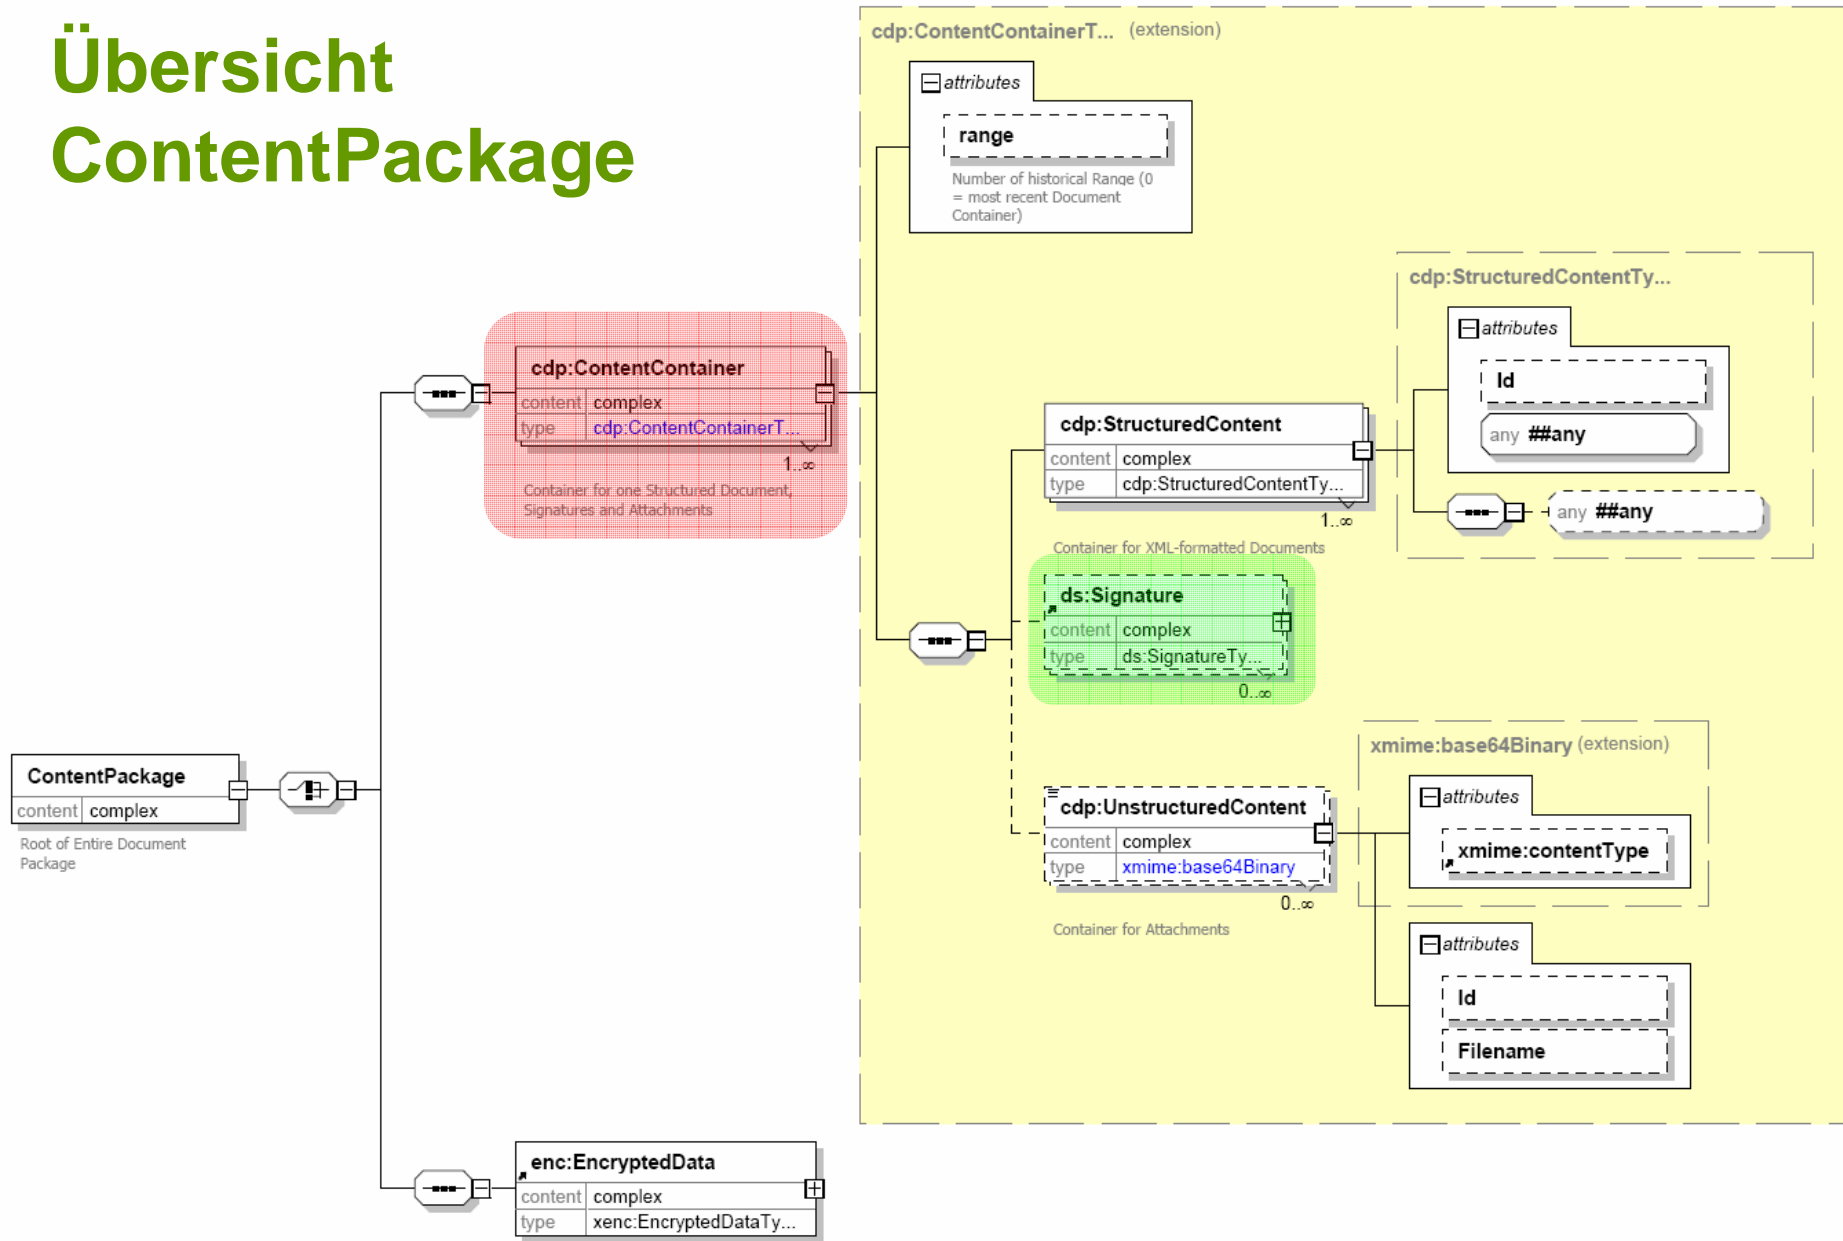 Übersicht
ContentPackage
cdp:ContentContainerT... (extension)
attributes
range
Number of historical Range (0
= most recent Document
Container)
cdp:StructuredContentTy...
attributes
Id
any ##any
any ##any
cdp:ContentContainer
content complex
type cdp:ContentContainerT...
1..∞
Container for one Structured Document,
Signatures and Attachments
cdp:StructuredContent
content complex
type cdp:StructuredContentTy...
1..∞
Container for XML-formatted Documents
ds:Signature
content complex
type ds:SignatureTy...
0..∞
ContentPackage
content complex
Root of Entire Document
Package
cdp:UnstructuredContent
content complex
type xmime:base64Binary
0..∞
Container for Attachments
xmime:base64Binary (extension)
attributes
xmime:contentType
attributes
Id
Filename
enc:EncryptedData
content complex
type xenc:EncryptedDataTy...